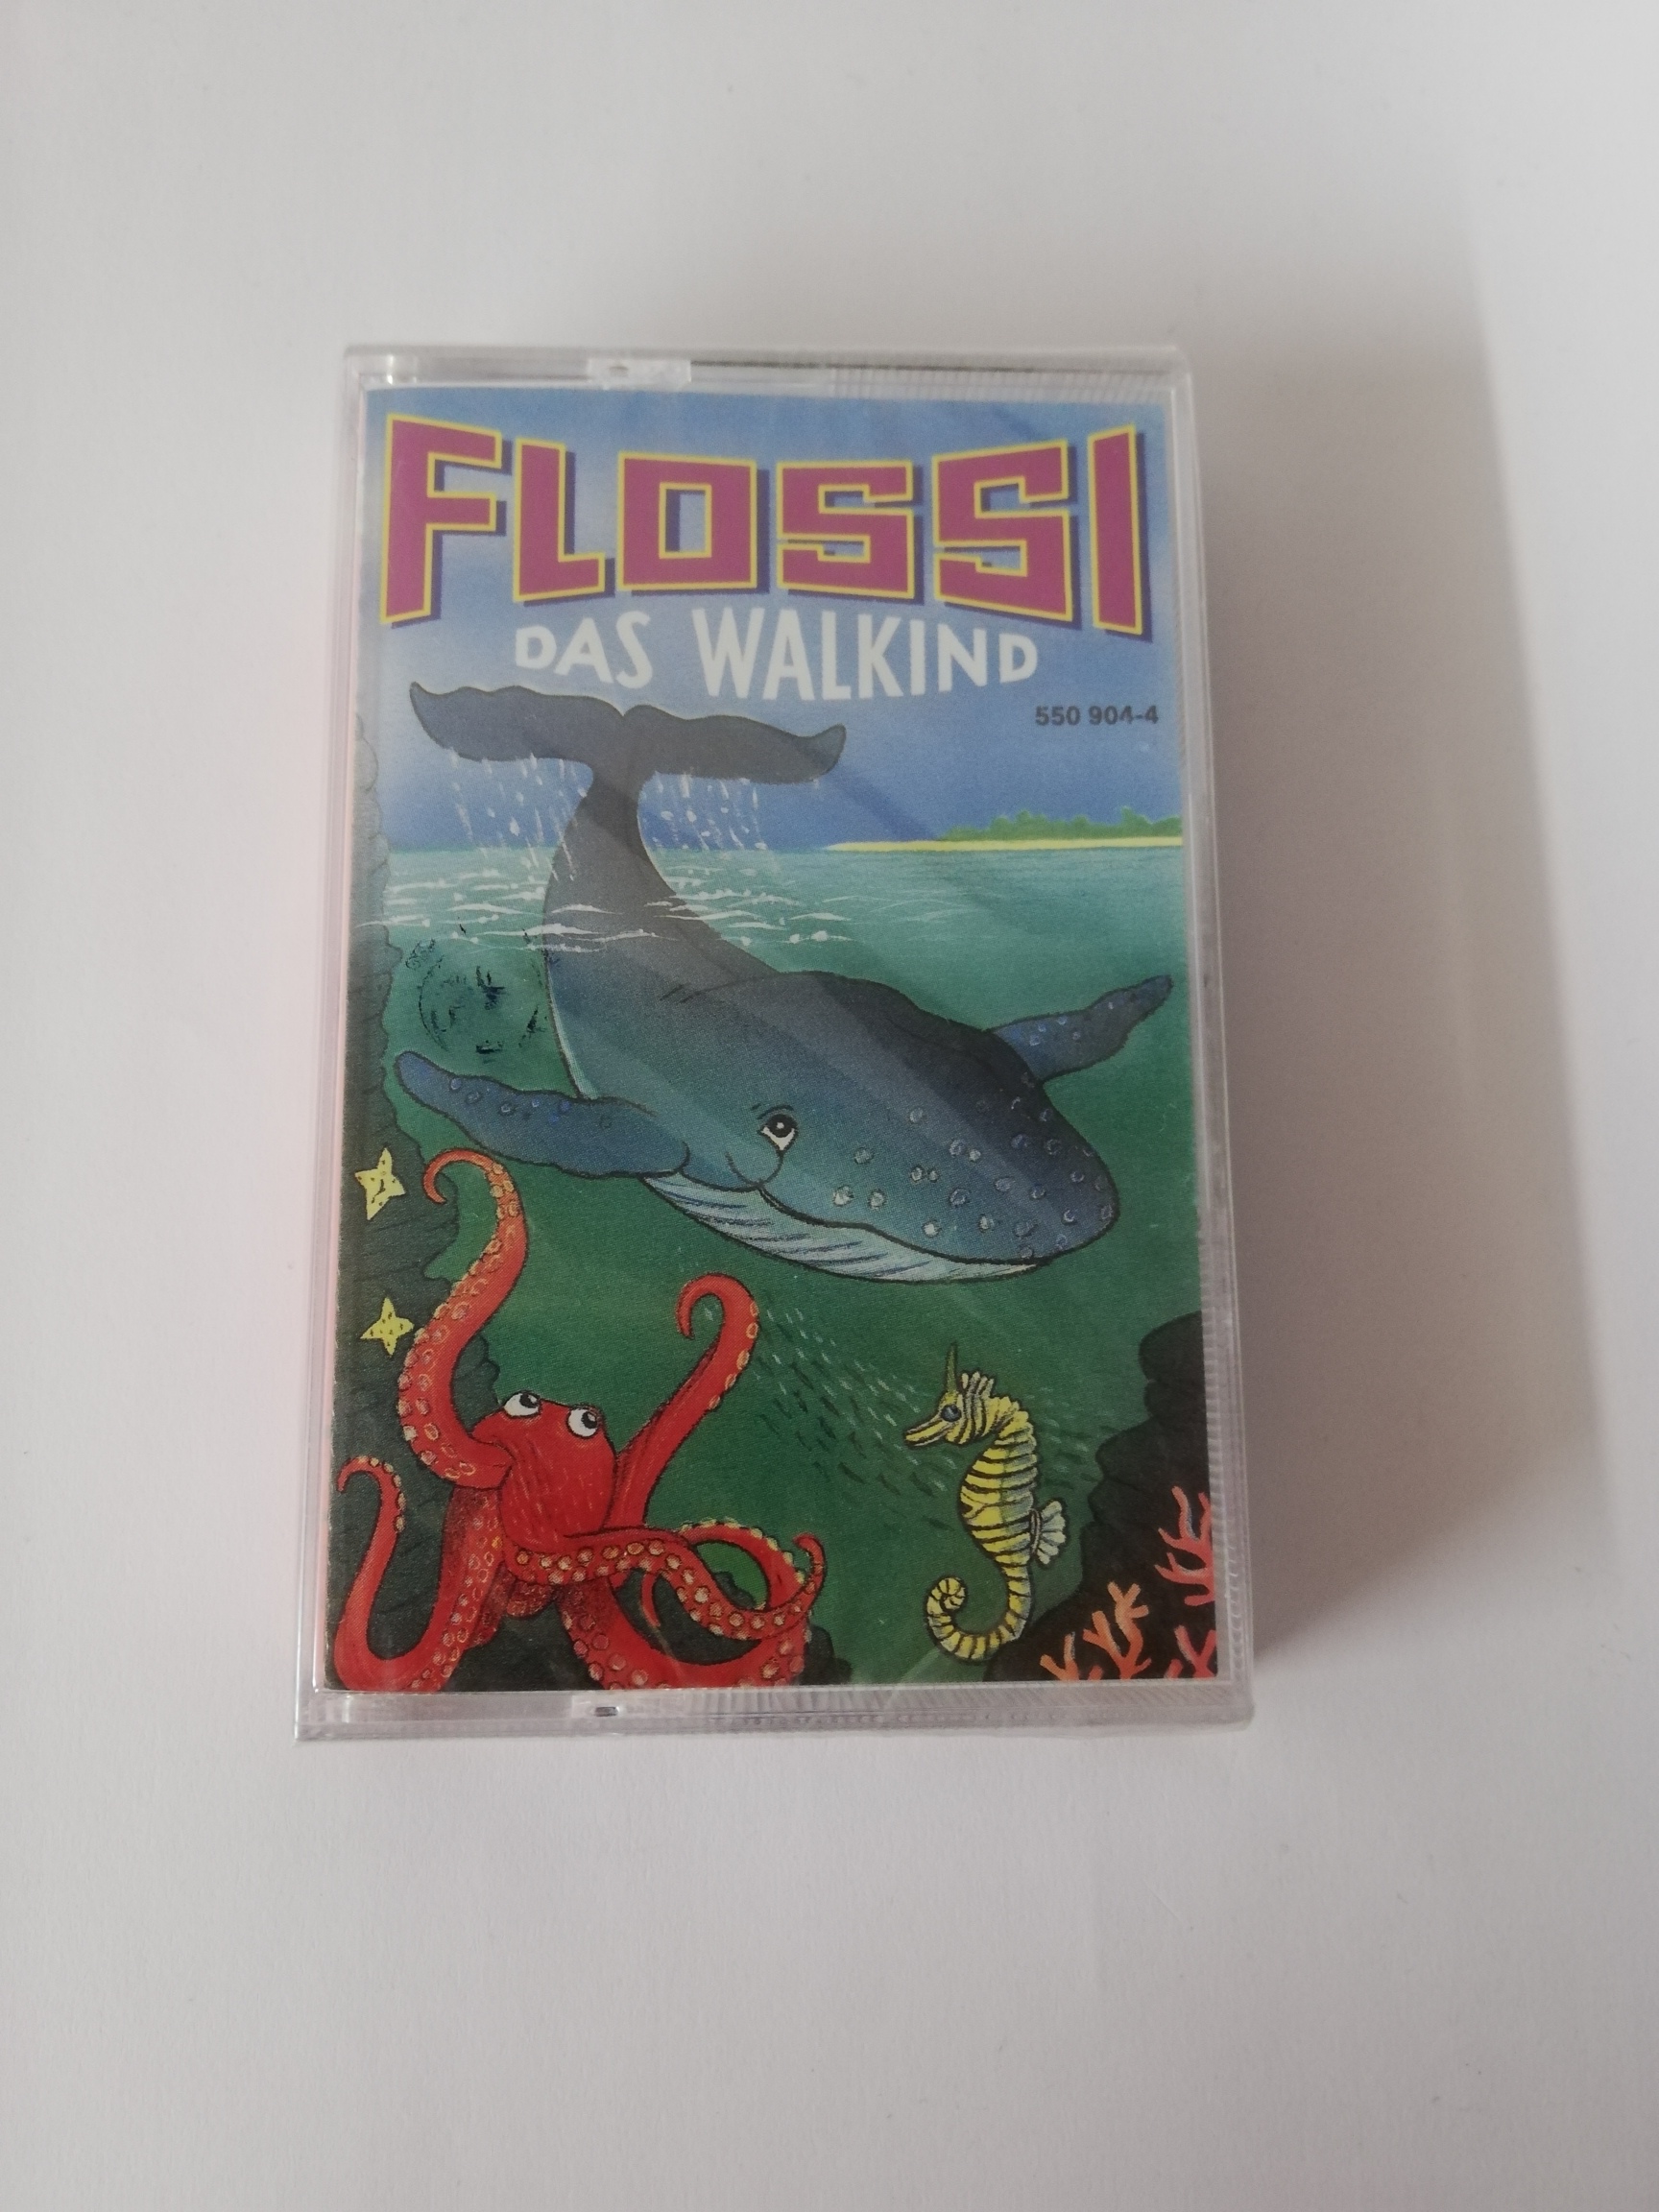 FLOSSI
DAS WALKIND
550 904-4